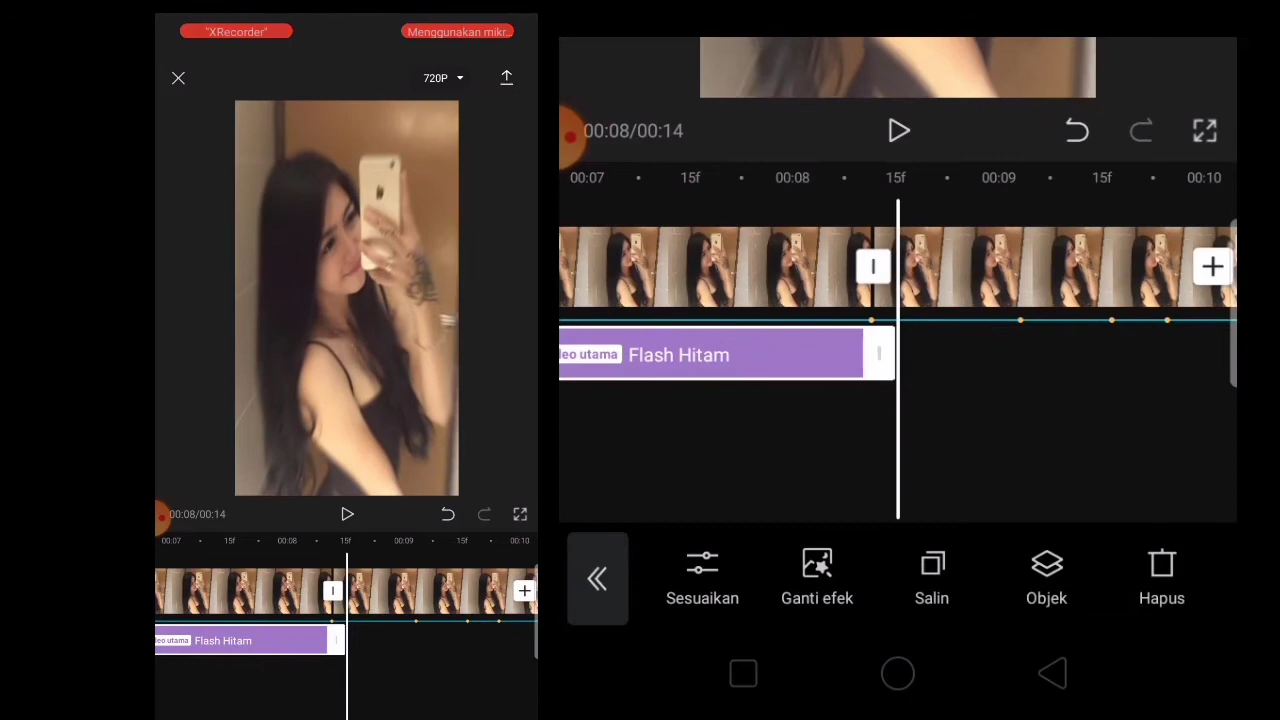 "XRecorder"
Menggunakan mikr..
720P
00:08/00:14
00:07 15f 00:08 15f 00:09 15f 00:10
leo utama Flash Hitam
00:08/00:14
00:07 15f 00:08 15f 00:09 15f 00:10
leo utama Flash Hitam
Sesuaikan Ganti efek Salin Objek Hapus